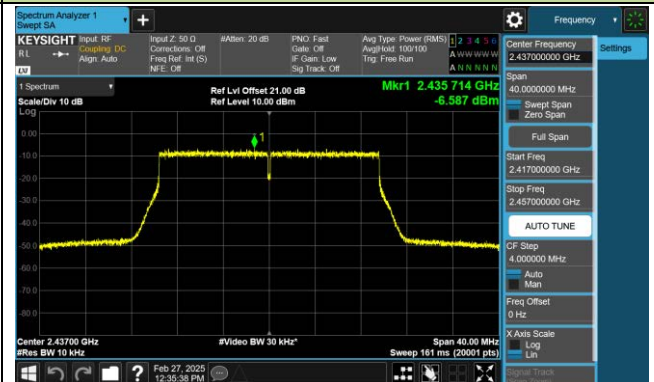 Spectrum Analyzer 1
Swept SA
+
Frequency
KEYSIGHT
RL
LXI
Input: RF
Coupling: DC
Align: Auto
Input Z: 50 Ω
Corrections: Off
Freq Ref: Int (S)
NFE: Off
#Atten: 20 dB
PNO: Fast
Gate: Off
IF Gain: Low
Sig Track: Off
Avg Type: Power (RMS)
Avg|Hold: 100/100
Trig: Free Run
1 2 3 4 5 6
A W W W W W
A N N N N N
Center Frequency
2.437000000 GHz
Settings
Span
40.0000000 MHz
Swept Span
Zero Span
Full Span
Start Freq
2.417000000 GHz
Stop Freq
2.457000000 GHz
AUTO TUNE
CF Step
4.000000 MHz
Auto
Man
Freq Offset
0 Hz
X Axis Scale
Log
Lin
Signal Track
1 Spectrum
Scale/Div 10 dB
Log
Ref Lvl Offset 21.00 dB
Ref Level 10.00 dBm
Mkr1 2.435 714 GHz
-6.587 dBm
1
0.00
-10.0
-20.0
-30.0
-40.0
-50.0
-60.0
-70.0
-80.0
Center 2.43700 GHz
#Res BW 10 kHz
#Video BW 30 kHz*
Span 40.00 MHz
Sweep 161 ms (20001 pts)
?
Feb 27, 2025
12:35:38 PM